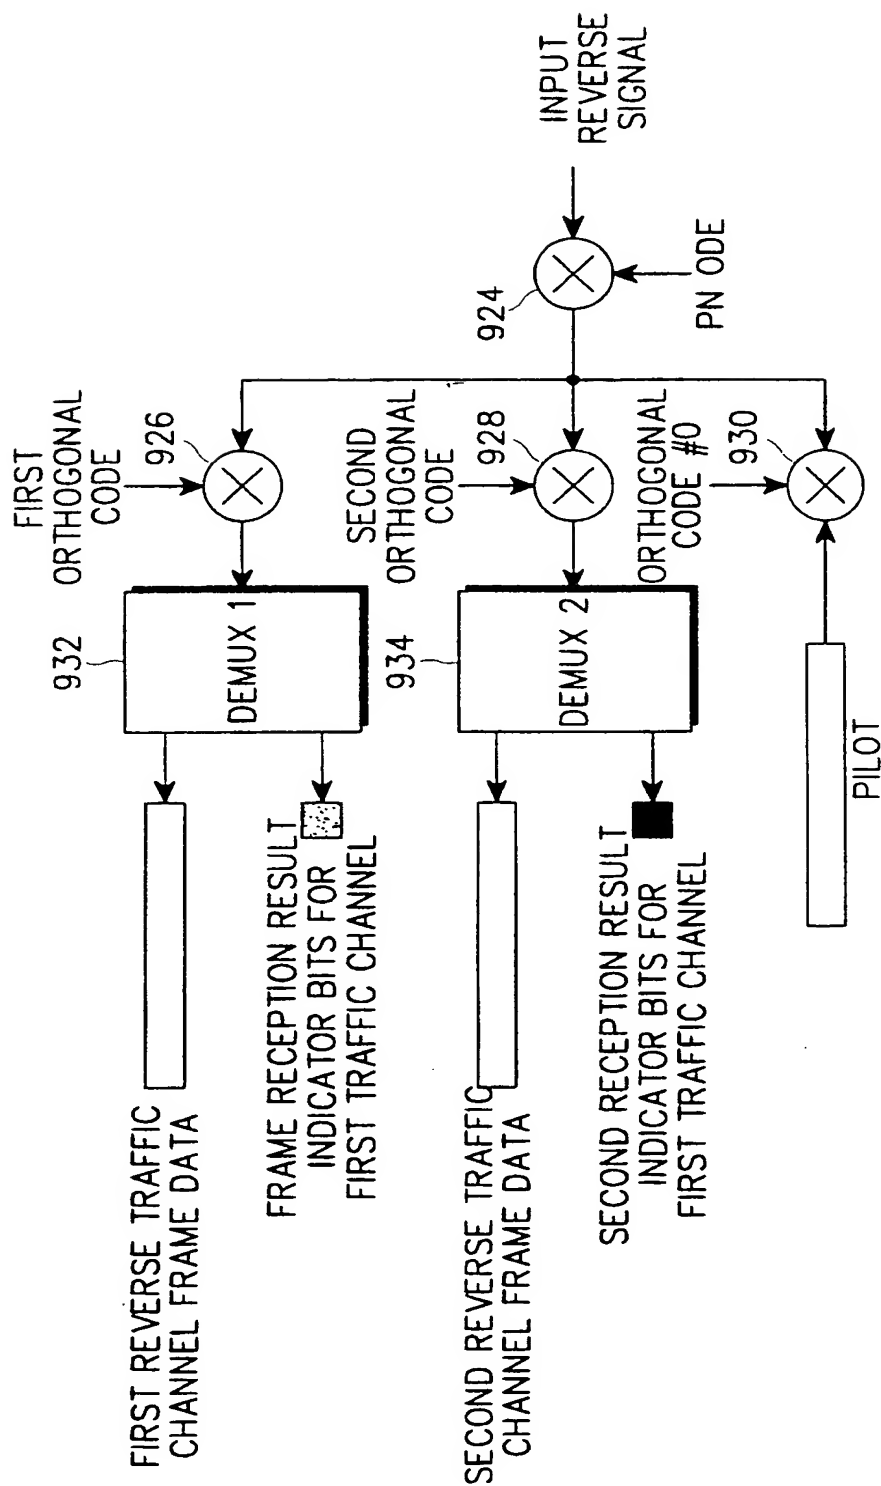 FIRST REVERSE TRAFFIC
CHANNEL FRAME DATA
932
DEMUX 1
FIRST
ORTHOGONAL
CODE
926
FRAME RECEPTION RESULT
INDICATOR BITS FOR
FIRST TRAFFIC CHANNEL
SECOND REVERSE TRAFFIC
CHANNEL FRAME DATA
934
DEMUX 2
SECOND
ORTHOGONAL
CODE
928
924
INPUT
REVERSE
SIGNAL
SECOND RECEPTION RESULT
INDICATOR BITS FOR
FIRST TRAFFIC CHANNEL
ORTHOGONAL
CODE #0
930
PN ODE
PILOT